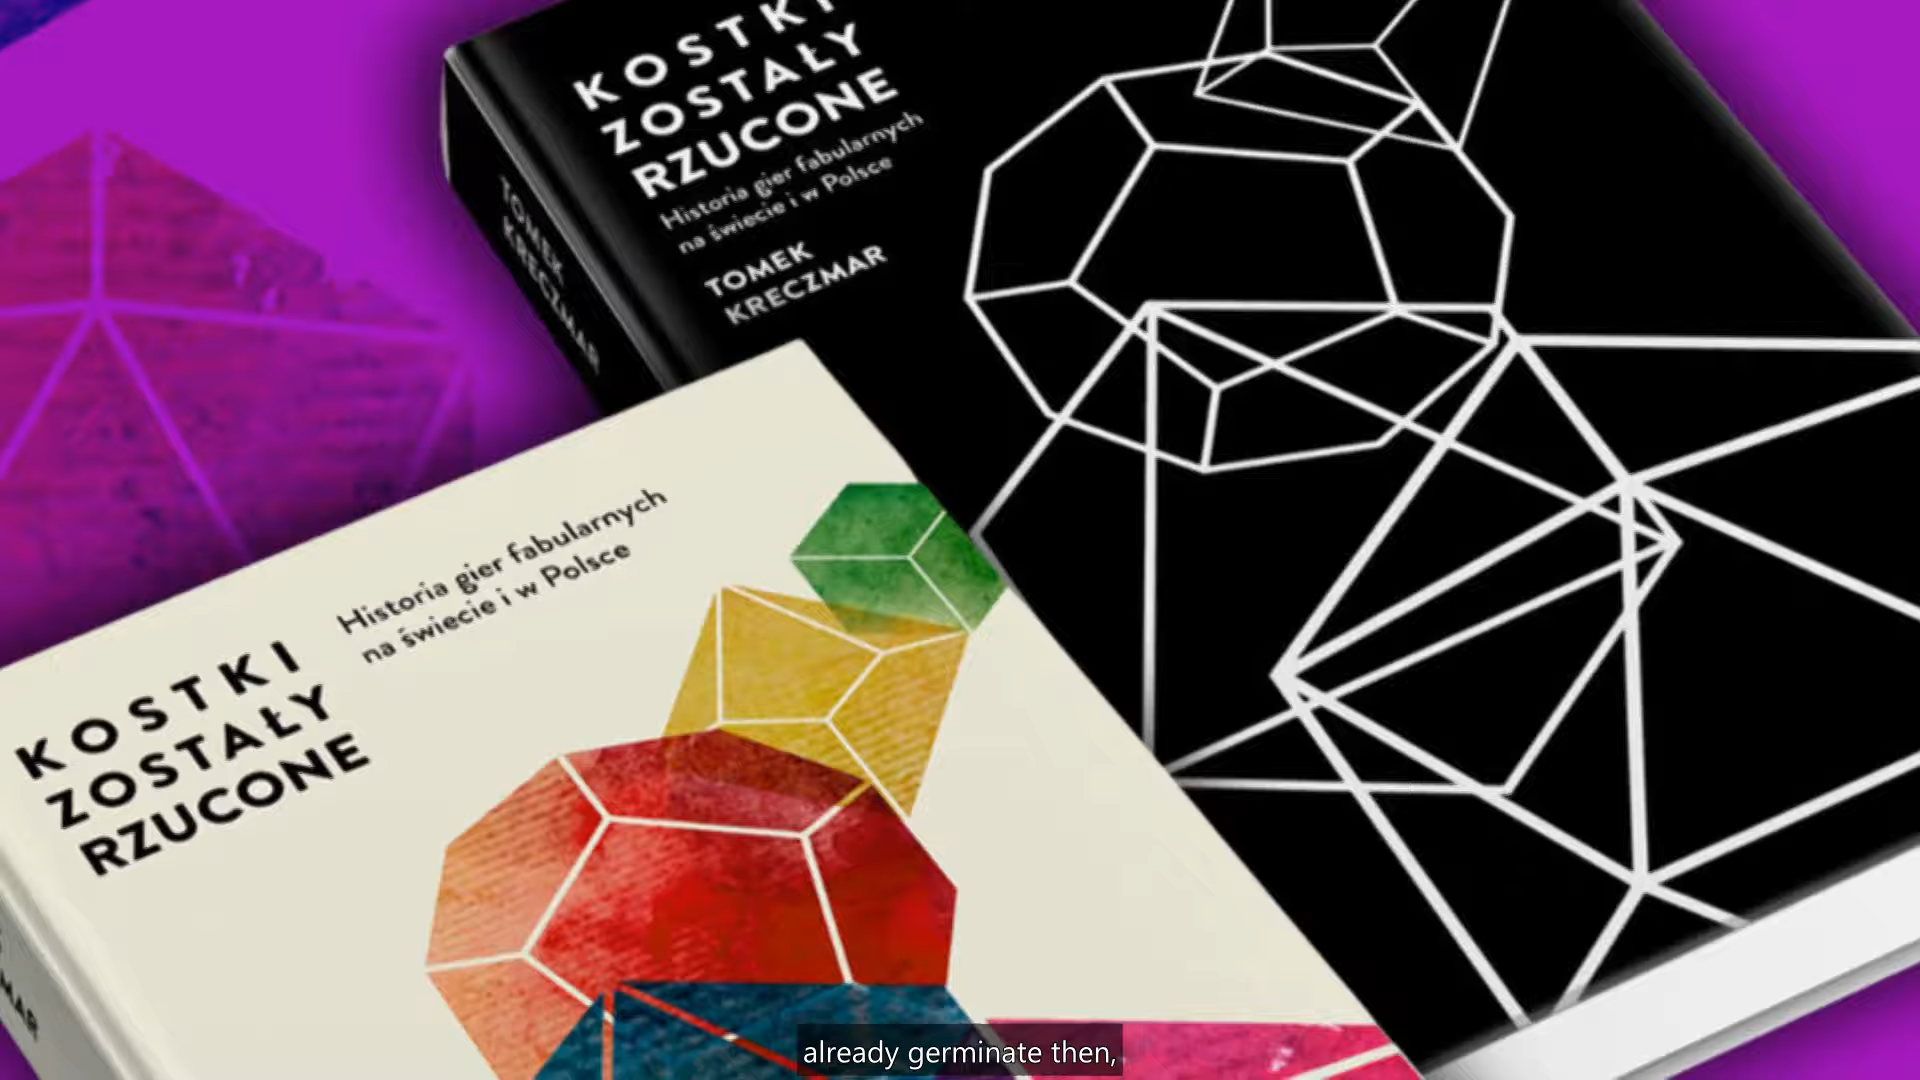 KOSTKI
ZOSTAŁY
RZUCONE
Historia gier fabularnych
na świecie i w Polsce
TOMEK
KRECZMAR
TOMEK
KRECZMAR
Historia gier fabularnych
na świecie i w Polsce
KOSTKI
ZOSTAŁY
RZUCONE
already germinate then,